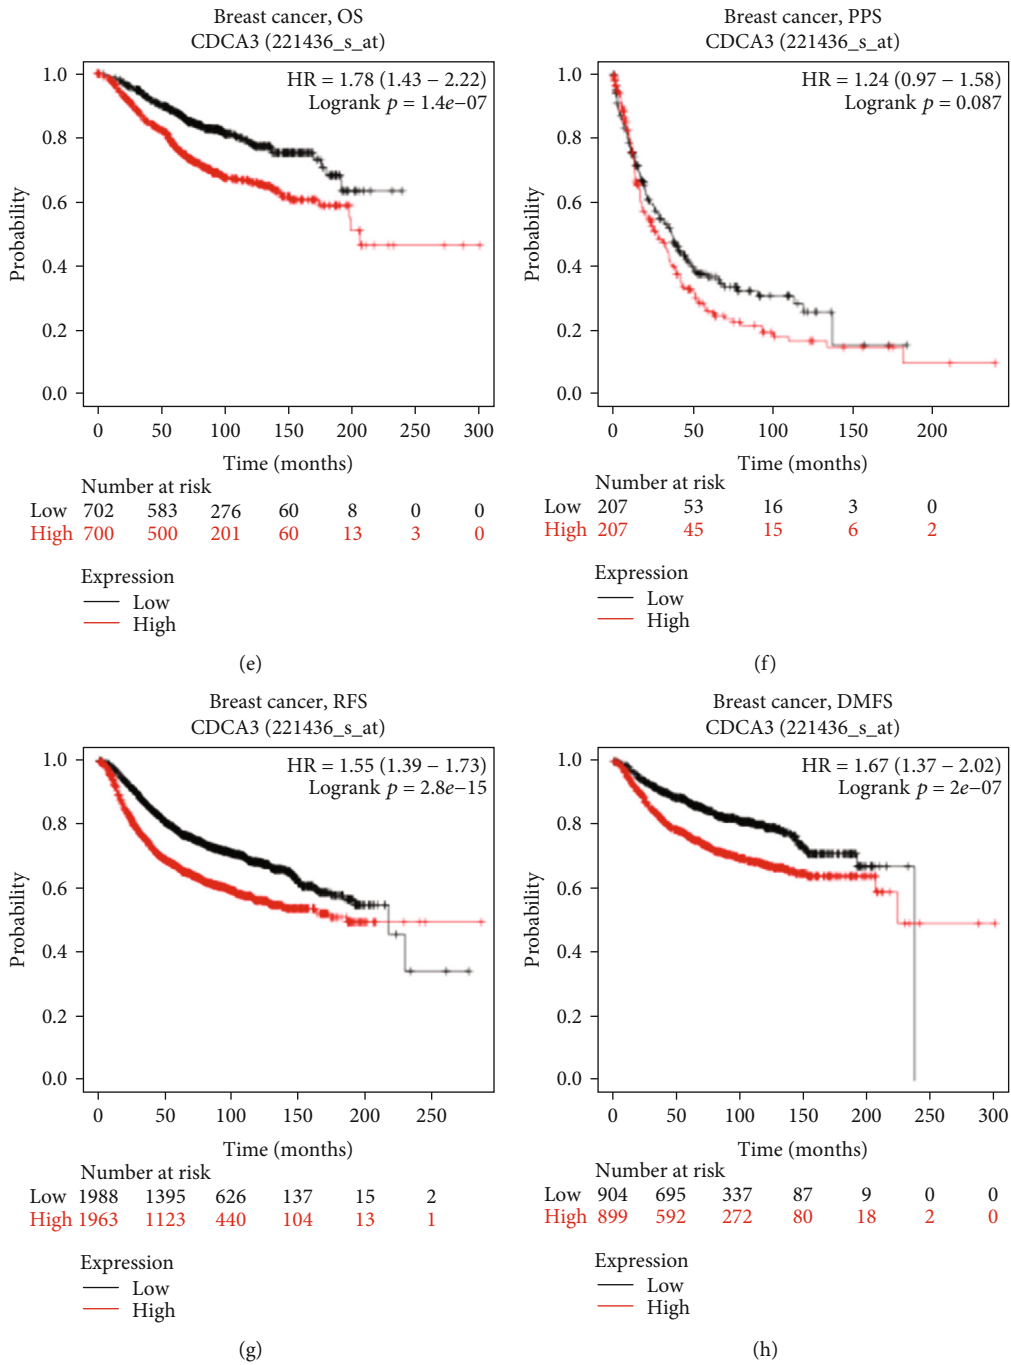 Breast cancer, OS
CDCA3 (221436_s_at)
HR = 1.78 (1.43 − 2.22)
Logrank p = 1.4e−07
1.0
0.8
0.6
0.4
0.2
0.0
Probability
0 50 100 150 200 250 300
Time (months)
Number at risk
Low 702 583 276 60 8 0 0
High 700 500 201 60 13 3 0
Expression
Low
High
(e)
Breast cancer, PPS
CDCA3 (221436_s_at)
HR = 1.24 (0.97 − 1.58)
Logrank p = 0.087
1.0
0.8
0.6
0.4
0.2
0.0
Probability
0 50 100 150 200
Time (months)
Number at risk
Low 207 53 16 3 0
High 207 45 15 6 2
Expression
Low
High
(f)
Breast cancer, RFS
CDCA3 (221436_s_at)
HR = 1.55 (1.39 − 1.73)
Logrank p = 2.8e−15
1.0
0.8
0.6
0.4
0.2
0.0
Probability
0 50 100 150 200 250
Time (months)
Number at risk
Low 1988 1395 626 137 15 2
High 1963 1123 440 104 13 1
Expression
Low
High
(g)
Breast cancer, DMFS
CDCA3 (221436_s_at)
HR = 1.67 (1.37 − 2.02)
Logrank p = 2e−07
1.0
0.8
0.6
0.4
0.2
0.0
Probability
0 50 100 150 200 250 300
Time (months)
Number at risk
Low 904 695 337 87 9 0 0
High 899 592 272 80 18 2 0
Expression
Low
High
(h)